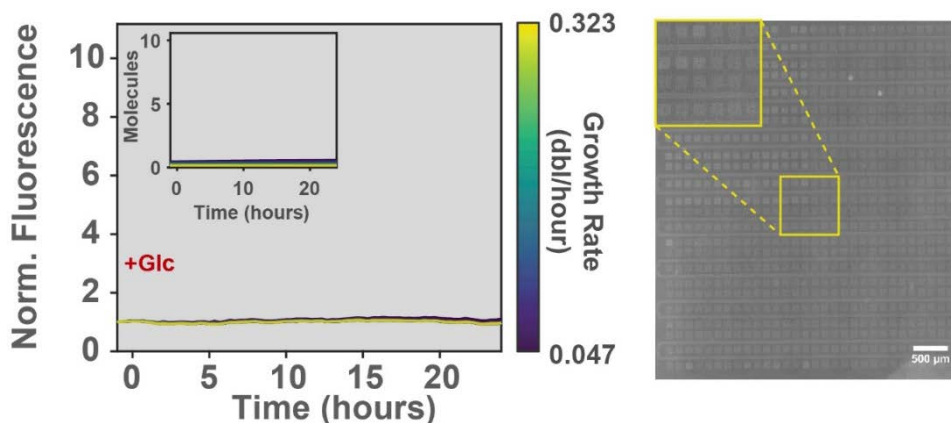 Norm. Fluorescence
10
8
6
4
2
0
+Glc
0 5 10 15 20
Time (hours)
Molecules
10
5
0
0 10 20
Time (hours)
0.323
Growth Rate
(dbl/hour)
0.047
500 µm